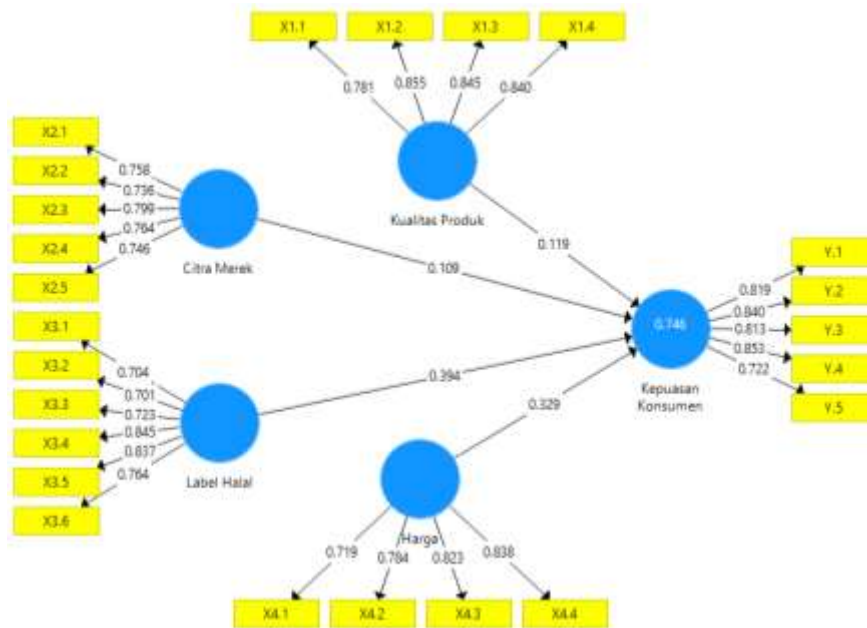 X1.1 X1.2 X1.3 X1.4
0.781 0.855 0.845 0.840
Kualitas Produk
X2.1
X2.2
X2.3
X2.4
X2.5
0.758
0.736
0.799
0.764
0.746
Citra Merek
X3.1
X3.2
X3.3
X3.4
X3.5
X3.6
0.704
0.701
0.723
0.845
0.837
0.764
Label Halal
0.119
0.109
0.394
0.329
0.746
Kepuasan
Konsumen
0.819
0.840
0.813
0.853
0.722
Y.1
Y.2
Y.3
Y.4
Y.5
Harga
0.719 0.784 0.823 0.838
X4.1 X4.2 X4.3 X4.4